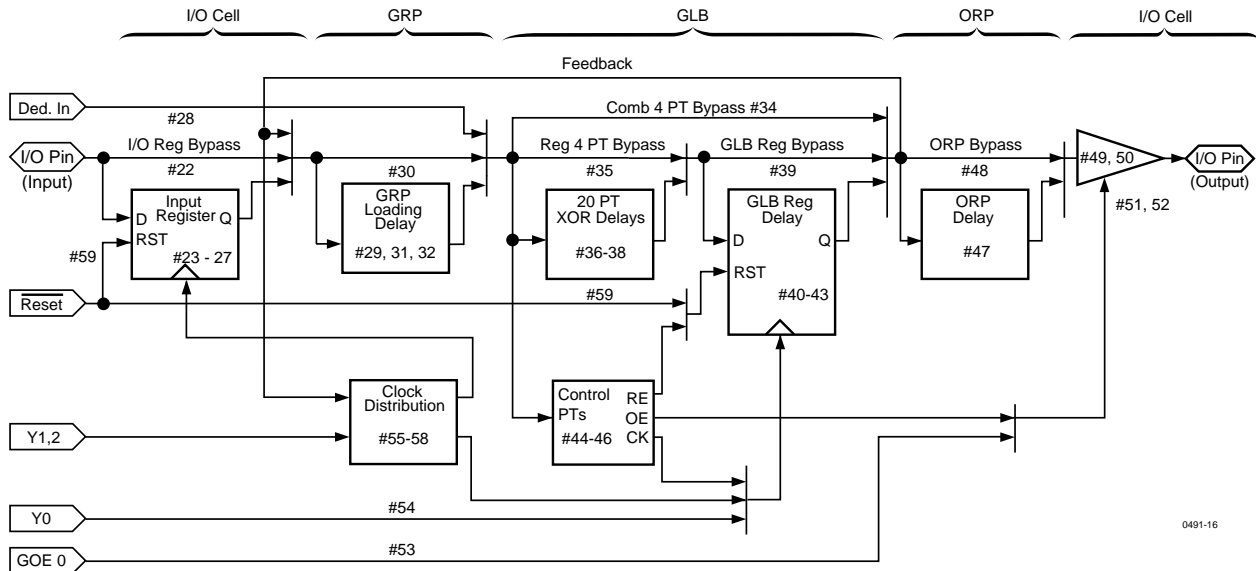 I/O Cell GRP GLB ORP I/O Cell
Feedback
Ded. In
#28
Comb 4 PT Bypass #34
I/O Pin
(Input)
I/O Reg Bypass
#22
#30
Reg 4 PT Bypass
#35
GLB Reg Bypass
#39
ORP Bypass
#48
#49, 50
I/O Pin
(Output)
#51, 52
Input
Register
D
Q
RST
#23 - 27
GRP
Loading
Delay
#29, 31, 32
20 PT
XOR Delays
#36-38
GLB Reg
Delay
D
Q
RST
#40-43
ORP
Delay
#47
#59
Reset
#59
Clock
Distribution
#55-58
Control
PTs
#44-46
RE
OE
CK
Y1,2
Y0
#54
GOE 0
#53
0491-16